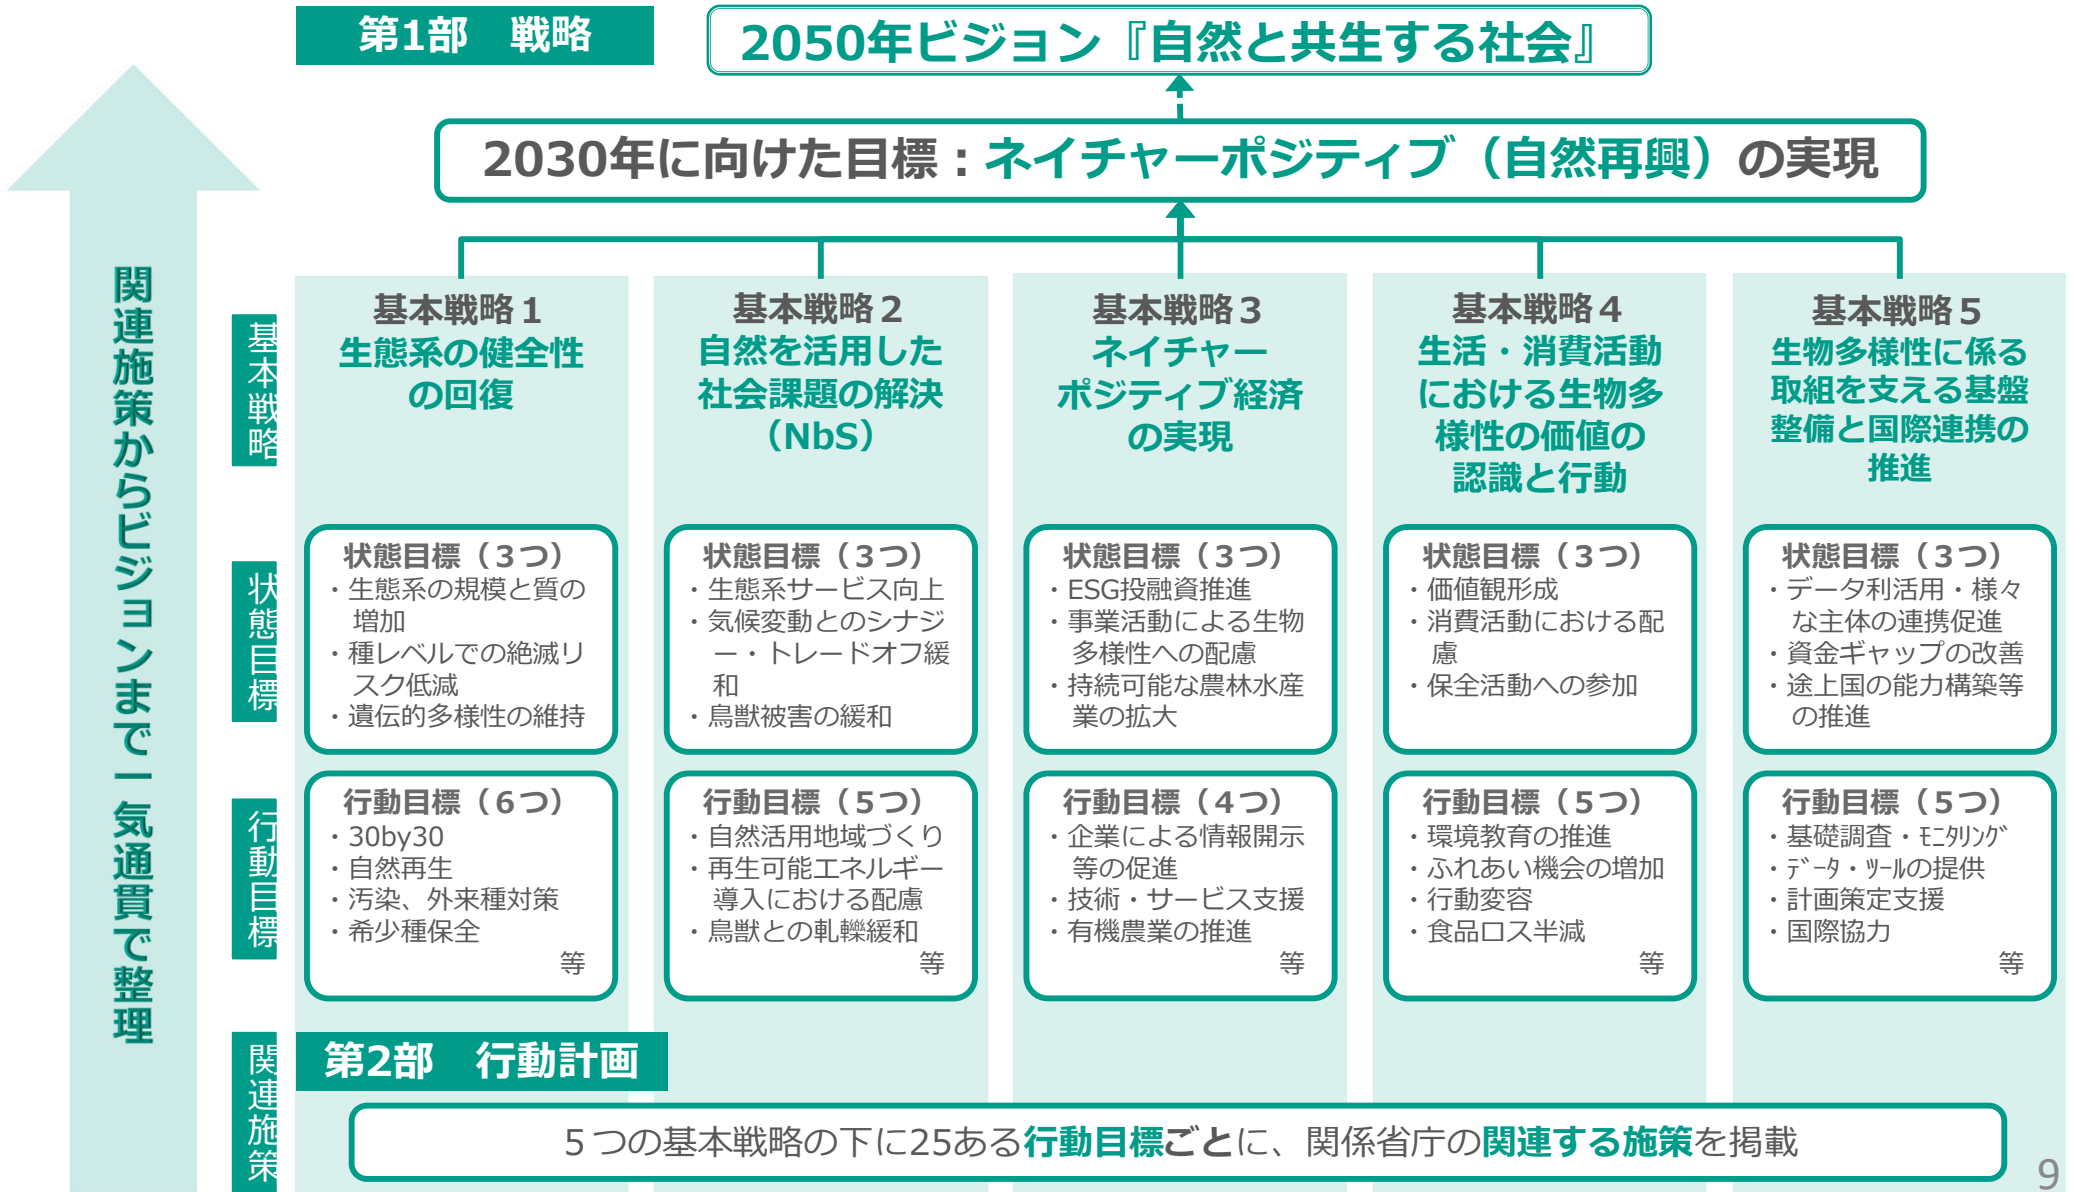 第1部　戦略
2050年ビジョン『自然と共生する社会』
2030年に向けた目標：ネイチャーポジティブ（自然再興）の実現
関連施策からビジョンまで一気通貫で整理
基本戦略
基本戦略１
生態系の健全性
の回復
基本戦略２
自然を活用した
社会課題の解決
（NbS）
基本戦略３
ネイチャー
ポジティブ経済
の実現
基本戦略４
生活・消費活動
における生物多
様性の価値の
認識と行動
基本戦略５
生物多様性に係る
取組を支える基盤
整備と国際連携の
推進
状態目標
状態目標（３つ）
・生態系の規模と質の
増加
・種レベルでの絶滅リ
スク低減
・遺伝的多様性の維持
状態目標（３つ）
・生態系サービス向上
・気候変動とのシナジ
ー・トレードオフ緩
和
・鳥獣被害の緩和
状態目標（３つ）
・ESG投融資推進
・事業活動による生物
多様性への配慮
・持続可能な農林水産
業の拡大
状態目標（３つ）
・価値観形成
・消費活動における配
慮
・保全活動への参加
状態目標（３つ）
・データ利活用・様々
な主体の連携促進
・資金ギャップの改善
・途上国の能力構築等
の推進
行動目標
行動目標（６つ）
・30by30
・自然再生
・汚染、外来種対策
・希少種保全
等
行動目標（５つ）
・自然活用地域づくり
・再生可能エネルギー
導入における配慮
・鳥獣との軋轢緩和
等
行動目標（４つ）
・企業による情報開示
等の促進
・技術・サービス支援
・有機農業の推進
等
行動目標（５つ）
・環境教育の推進
・ふれあい機会の増加
・行動変容
・食品ロス半減
等
行動目標（５つ）
・基礎調査・ﾓﾆﾀﾘﾝｸﾞ
・ﾃﾞｰﾀ・ﾂｰﾙの提供
・計画策定支援
・国際協力
等
関連施策
第2部　行動計画
５つの基本戦略の下に25ある行動目標ごとに、関係省庁の関連する施策を掲載
9